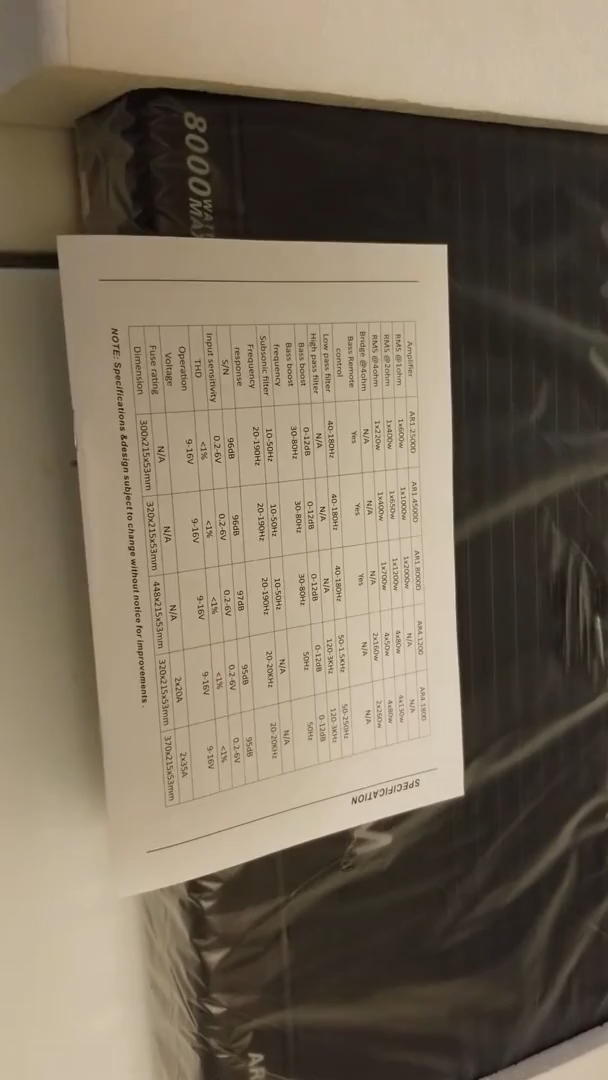 8000 WATTS
MAX
SPECIFICATION
Amplifier AR1.2500D AR1.4500D AR1.8000D AR4.1200 AR4.1800
RMS @1ohm 1x600w 1x1000w 1x2000w N/A N/A
RMS @2ohm 1x400w 1x650w 1x1200w 4x80w 4x130w
RMS @4ohm 1x220w 1x400w 1x700w 4x50w 4x80w
Bridge @4ohm N/A N/A N/A 2x160w 2x260w
Bass Remote control Yes Yes Yes N/A N/A
Low pass filter 40-180Hz 40-180Hz 40-180Hz 50-1.5KHz 50-250Hz
High pass filter N/A N/A N/A 120-3KHz 120-3KHz
Bass boost 0-12dB 0-12dB 0-12dB 0-12dB 0-12dB
Bass boost frequency 30-80Hz 30-80Hz 30-80Hz 50Hz 50Hz
Subsonic filter 10-50Hz 10-50Hz 10-50Hz N/A N/A
Frequency response 20-190Hz 20-190Hz 20-190Hz 20-20KHz 20-20KHz
S/N 96dB 96dB 97dB 95dB 95dB
Input sensitivity 0.2-6V 0.2-6V 0.2-6V 0.2-6V 0.2-6V
THD <1% <1% <1% <1% <1%
Operation Voltage 9-16V 9-16V 9-16V 9-16V 9-16V
Fuse rating N/A N/A N/A 2x20A 2x35A
Dimension 300x215x53mm 320x215x53mm 448x215x53mm 320x215x53mm 370x215x53mm
NOTE: Specifications &design subject to change without notice for improvements.
AR